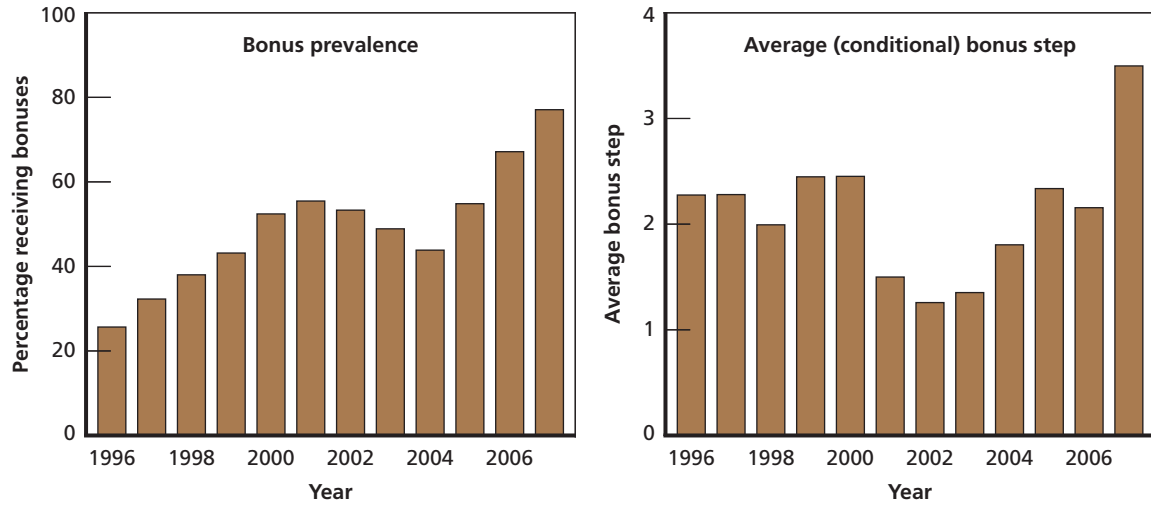 Bonus prevalence
Percentage receiving bonuses
100
80
60
40
20
0
1996 1998 2000 2002 2004 2006
Year
Average (conditional) bonus step
Average bonus step
4
3
2
1
0
1996 1998 2000 2002 2004 2006
Year